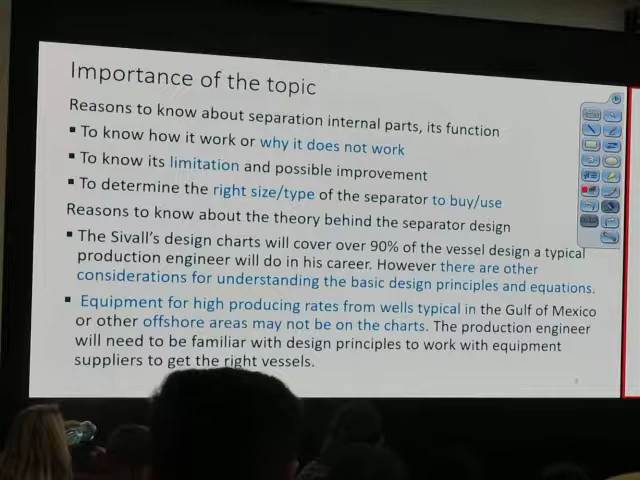 Importance of the topic
Reasons to know about separation internal parts, its function
▪ To know how it work or why it does not work
▪ To know its limitation and possible improvement
▪ To determine the right size/type of the separator to buy/use
Reasons to know about the theory behind the separator design
▪ The Sivall's design charts will cover over 90% of the vessel design a typical
production engineer will do in his career. However there are other
considerations for understanding the basic design principles and equations.
▪ Equipment for high producing rates from wells typical in the Gulf of Mexico
or other offshore areas may not be on the charts. The production engineer
will need to be familiar with design principles to work with equipment
suppliers to get the right vessels.